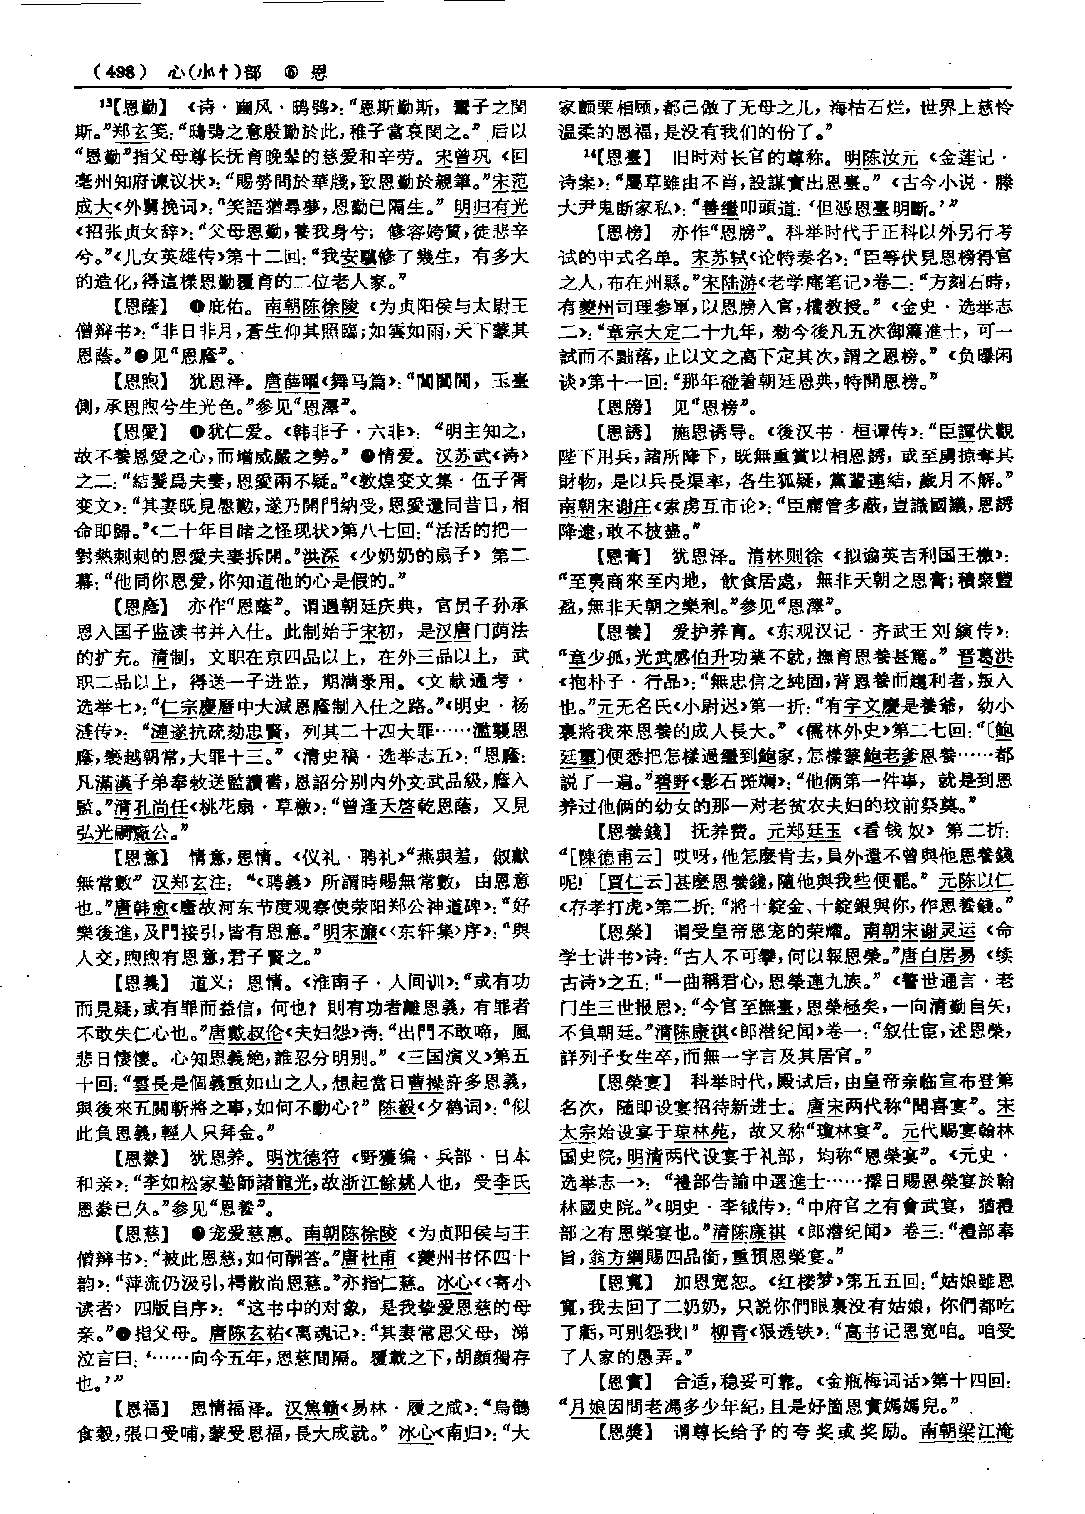 (498) 心(小忄)部 ⑥ 恩
13【恩勤】 《诗·豳风·鸱鸮》：“恩斯勤斯，鬻子之閔
斯。”郑玄笺：“鴟鴞之意殷勤於此，稚子當哀閔之。”后以
“恩勤”指父母尊长抚育晚辈的慈爱和辛劳。宋曾巩《回
亳州知府谏议状》：“賜勞問於華牋，致恩勤於親筆。”宋范
成大《外舅挽词》：“笑語猶尋夢，恩勤已隔生。”明归有光
《招张贞女辞》：“父母恩勤，養我身兮；修容姱質，徒悲辛
兮。”《儿女英雄传》第十二回：“我安驥修了幾生，有多大
的造化，得這樣恩勤覆育的二位老人家。”
【恩蔭】 ❶庇佑。南朝陈徐陵《为贞阳侯与太尉王
僧辩书》：“非日非月，蒼生仰其照臨；如雲如雨，天下蒙其
恩蔭。”❷见“恩廕”。
【恩煦】 犹恩泽。唐薛曜《舞马篇》：“閶闔間，玉臺
側，承恩煦兮生光色。”参见“恩澤”。
【恩愛】 ❶犹仁爱。《韩非子·六非》：“明主知之，
故不養恩愛之心，而增威嚴之勢。”❷情爱。汉苏武《诗》
之二：“結髮爲夫妻，恩愛兩不疑。”《敦煌变文集·伍子胥
变文》：“其妻既見慇懃，遂乃開門納受，恩愛還同昔日，相
命即歸。”《二十年目睹之怪现状》第八七回：“活活的把一
對熱剌剌的恩愛夫妻拆開。”洪深《少奶奶的扇子》第二
幕：“他同你恩爱，你知道他的心是假的。”
【恩廕】 亦作“恩蔭”。谓遇朝廷庆典，官员子孙承
恩入国子监读书并入仕。此制始于宋初，是汉唐门荫法
的扩充。清制，文职在京四品以上，在外三品以上，武
职二品以上，得送一子进监，期满录用。《文献通考·
选举七》：“仁宗慶曆中大減恩廕制入仕之路。”《明史·杨
涟传》：“漣遂抗疏劾忠賢，列其二十四大罪……濫襲恩
廕，褻越朝常，大罪十三。”《清史稿·选举志五》：“恩廕：
凡滿漢子弟奉敕送監讀書，恩詔分別内外文武品級，廕入
監。”清孔尚任《桃花扇·草檄》：“曾逢天啓乾恩蔭，又見
弘光嗣廠公。”
【恩意】 情意，恩情。《仪礼·聘礼》“燕與羞，俶獻
無常數”汉郑玄注：“《聘義》所謂時賜無常數，由恩意
也。”唐韩愈《唐故河东节度观察使荥阳郑公神道碑》：“好
樂後進，及門接引，皆有恩意。”明宋濂《〈东轩集〉序》：“與
人交，煦煦有恩意，君子賢之。”
【恩義】 道义；恩情。《淮南子·人间训》：“或有功
而見疑，或有罪而益信，何也？則有功者離恩義，有罪者
不敢失仁心也。”唐戴叔伦《夫妇怨》诗：“出門不敢啼，風
悲日悽悽。心知恩義絶，誰忍分明别。”《三国演义》第五
十回：“雲長是個義重如山之人，想起當日曹操許多恩義，
與後來五關斬將之事，如何不動心？”陈毅《夕鹤词》：“似
此負恩義，輕人只拜金。”
【恩豢】 犹恩养。明沈德符《野獲编·兵部·日本
和亲》：“李如松家塾師諸龍光，故浙江餘姚人也，受李氏
恩豢已久。”参见“恩養”。
【恩慈】 ❶宠爱慈惠。南朝陈徐陵《为贞阳侯与王
僧辩书》：“被此恩慈，如何酬答。”唐杜甫《夔州书怀四十
韵》：“萍流仍汲引，樗散尚恩慈。”亦指仁慈。冰心《〈寄小
读者〉四版自序》：“这书中的对象，是我挚爱恩慈的母
亲。”❷指父母。唐陈玄祐《离魂记》：“其妻常思父母，涕
泣言曰：‘……向今五年，恩慈間隔。覆載之下，胡顔獨存
也。’”
【恩福】 恩情福泽。汉焦赣《易林·履之咸》：“烏鵲
食穀，張口受哺，蒙受恩福，長大成就。”冰心《南归》：“大
家颤栗相顾，都已做了无母之儿，海枯石烂，世界上慈怜
温柔的恩福，是没有我们的份了。”
14【恩臺】 旧时对长官的尊称。明陈汝元《金莲记·
诗案》：“屬草雖由不肖，設謀實出恩臺。”《古今小说·滕
大尹鬼断家私》：“善繼叩頭道：‘但憑恩臺明斷。’”
【恩榜】 亦作“恩牓”。科举时代于正科以外另行考
试的中式名单。宋苏轼《论特奏名》：“臣等伏見恩榜得官
之人，布在州縣。”宋陆游《老学庵笔记》卷二：“方刻石時，
有夔州司理参軍，以恩牓入官，權教授。”《金史·选举志
二》：“章宗大定二十九年，勑今後凡五次御簾進士，可一
試而不黜落，止以文之高下定其次，謂之恩榜。”《负曝闲
谈》第十一回：“那年碰着朝廷恩典，特開恩榜。”
【恩牓】 见“恩榜”。
【恩誘】 施恩诱导。《後汉书·桓谭传》：“臣譚伏觀
陛下用兵，諸所降下，既無重賞以相恩誘，或至虜掠奪其
財物，是以兵長渠率，各生狐疑，黨輩連結，歲月不解。”
南朝宋谢庄《索虏互市论》：“臣庸管多蔽，豈識國議，恩誘
降逮，敢不披盡。”
【恩膏】 犹恩泽。清林则徐《拟谕英吉利国王檄》：
“至夷商來至内地，飲食居處，無非天朝之恩膏；積聚豐
盈，無非天朝之樂利。”参见“恩澤”。
【恩養】 爱护养育。《东观汉记·齐武王刘縯传》：
“章少孤，光武感伯升功業不就，撫育恩養甚篤。”晋葛洪
《抱朴子·行品》：“無忠信之純固，背恩養而趨利者，叛人
也。”元无名氏《小尉迟》第一折：“有宇文慶是養爺，幼小
裏將我來恩養的成人長大。”《儒林外史》第二七回：“〔鮑
廷璽〕便悉把怎樣過繼到鮑家，怎樣蒙鮑老爹恩養……都
説了一遍。”碧野《影石斑斓》：“他俩第一件事，就是到恩
养过他俩的幼女的那一对老贫农夫妇的坟前祭奠。”
【恩養錢】 抚养费。元郑廷玉《看钱奴》第二折：
“[陳德甫云] 哎呀，他怎麽肯去，員外還不曾與他恩養錢
呢！[賈仁云]甚麽恩養錢，隨他與我些便罷。”元陈以仁
《存孝打虎》第二折：“將十錠金、十錠銀與你，作恩養錢。”
【恩榮】 谓受皇帝恩宠的荣耀。南朝宋谢灵运《命
学士讲书》诗：“古人不可攀，何以報恩榮。”唐白居易《续
古诗》之五：“一曲稱君心，恩榮連九族。”《警世通言·老
门生三世报恩》：“今官至撫臺，恩榮極矣，一向清勤自矢，
不負朝廷。”清陈康祺《郎潜纪闻》卷一：“叙仕宦，述恩榮，
詳列子女生卒，而無一字言及其居官。”
【恩榮宴】 科举时代，殿试后，由皇帝亲临宣布登第
名次，随即设宴招待新进士。唐宋两代称“聞喜宴”。宋
太宗始设宴于琼林苑，故又称“瓊林宴”。元代赐宴翰林
国史院，明清两代设宴于礼部，均称“恩榮宴”。《元史·
选举志一》：“禮部告諭中選進士……擇日賜恩榮宴於翰
林國史院。”《明史·李钺传》：“中府官之有會武宴，猶禮
部之有恩榮宴也。”清陈康祺《郎潜纪闻》卷三：“禮部奉
旨，翁方綱賜四品銜，重預恩榮宴。”
【恩寬】 加恩宽恕。《红楼梦》第五五回：“姑娘雖恩
寬，我去回了二奶奶，只説你們眼裏没有姑娘，你們都吃
了虧，可别怨我！”柳青《狠透铁》：“高书记恩宽咱。咱受
了人家的愚弄。”
【恩實】 合适，稳妥可靠。《金瓶梅词话》第十四回：
“月娘因問老馮多少年紀，且是好箇恩實媽媽兒。”
【恩奬】 谓尊长给予的夸奖或奖励。南朝梁江淹